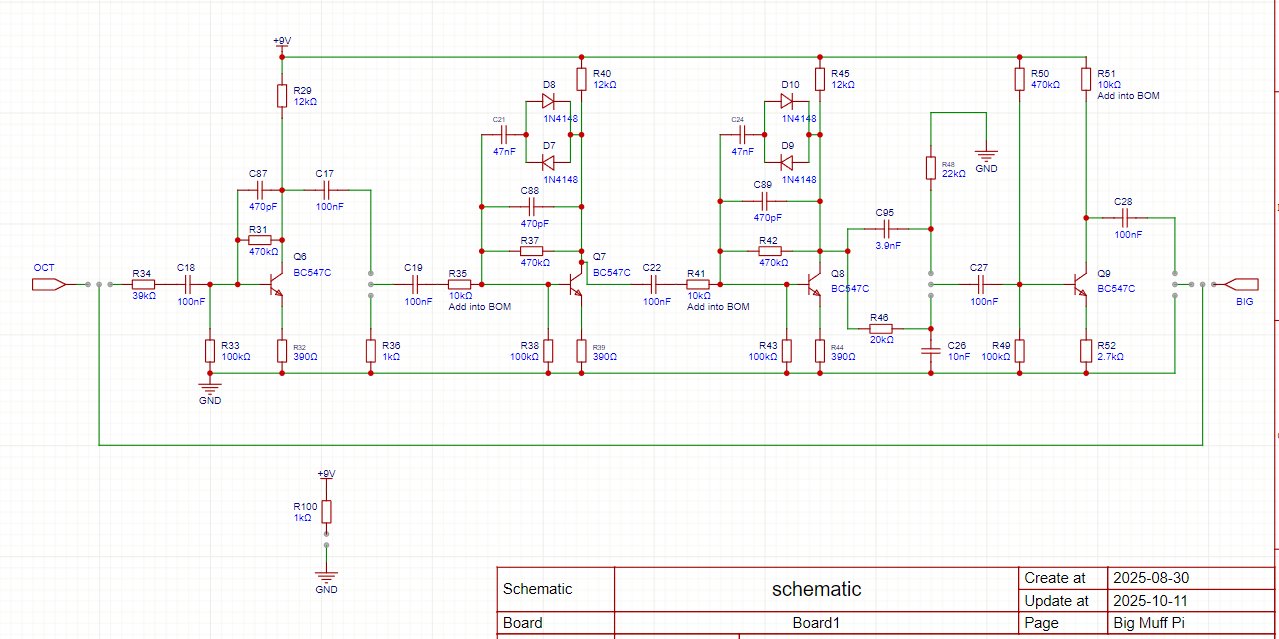 +9V
R29
12kΩ
C87
470pF
C17
100nF
R31
470kΩ
Q6
BC547C
OCT
R34
39kΩ
C18
100nF
R33
100kΩ
R32
390Ω
GND
R36
1kΩ
C19
100nF
R35
10kΩ
Add into BOM
C21
47nF
D8
1N4148
D7
1N4148
R40
12kΩ
C88
470pF
R37
470kΩ
Q7
BC547C
R38
100kΩ
R39
390Ω
C22
100nF
R41
10kΩ
Add into BOM
C24
47nF
D10
1N4148
D9
1N4148
R45
12kΩ
C89
470pF
R42
470kΩ
Q8
BC547C
R43
100kΩ
R44
390Ω
C95
3.9nF
R46
20kΩ
R48
22kΩ
GND
C26
10nF
C27
100nF
R50
470kΩ
R49
100kΩ
R51
10kΩ
Add into BOM
Q9
BC547C
R52
2.7kΩ
C28
100nF
BIG
+9V
R100
1kΩ
GND
Schematic
schematic
Create at
2025-08-30
Update at
2025-10-11
Board
Board1
Page
Big Muff Pi